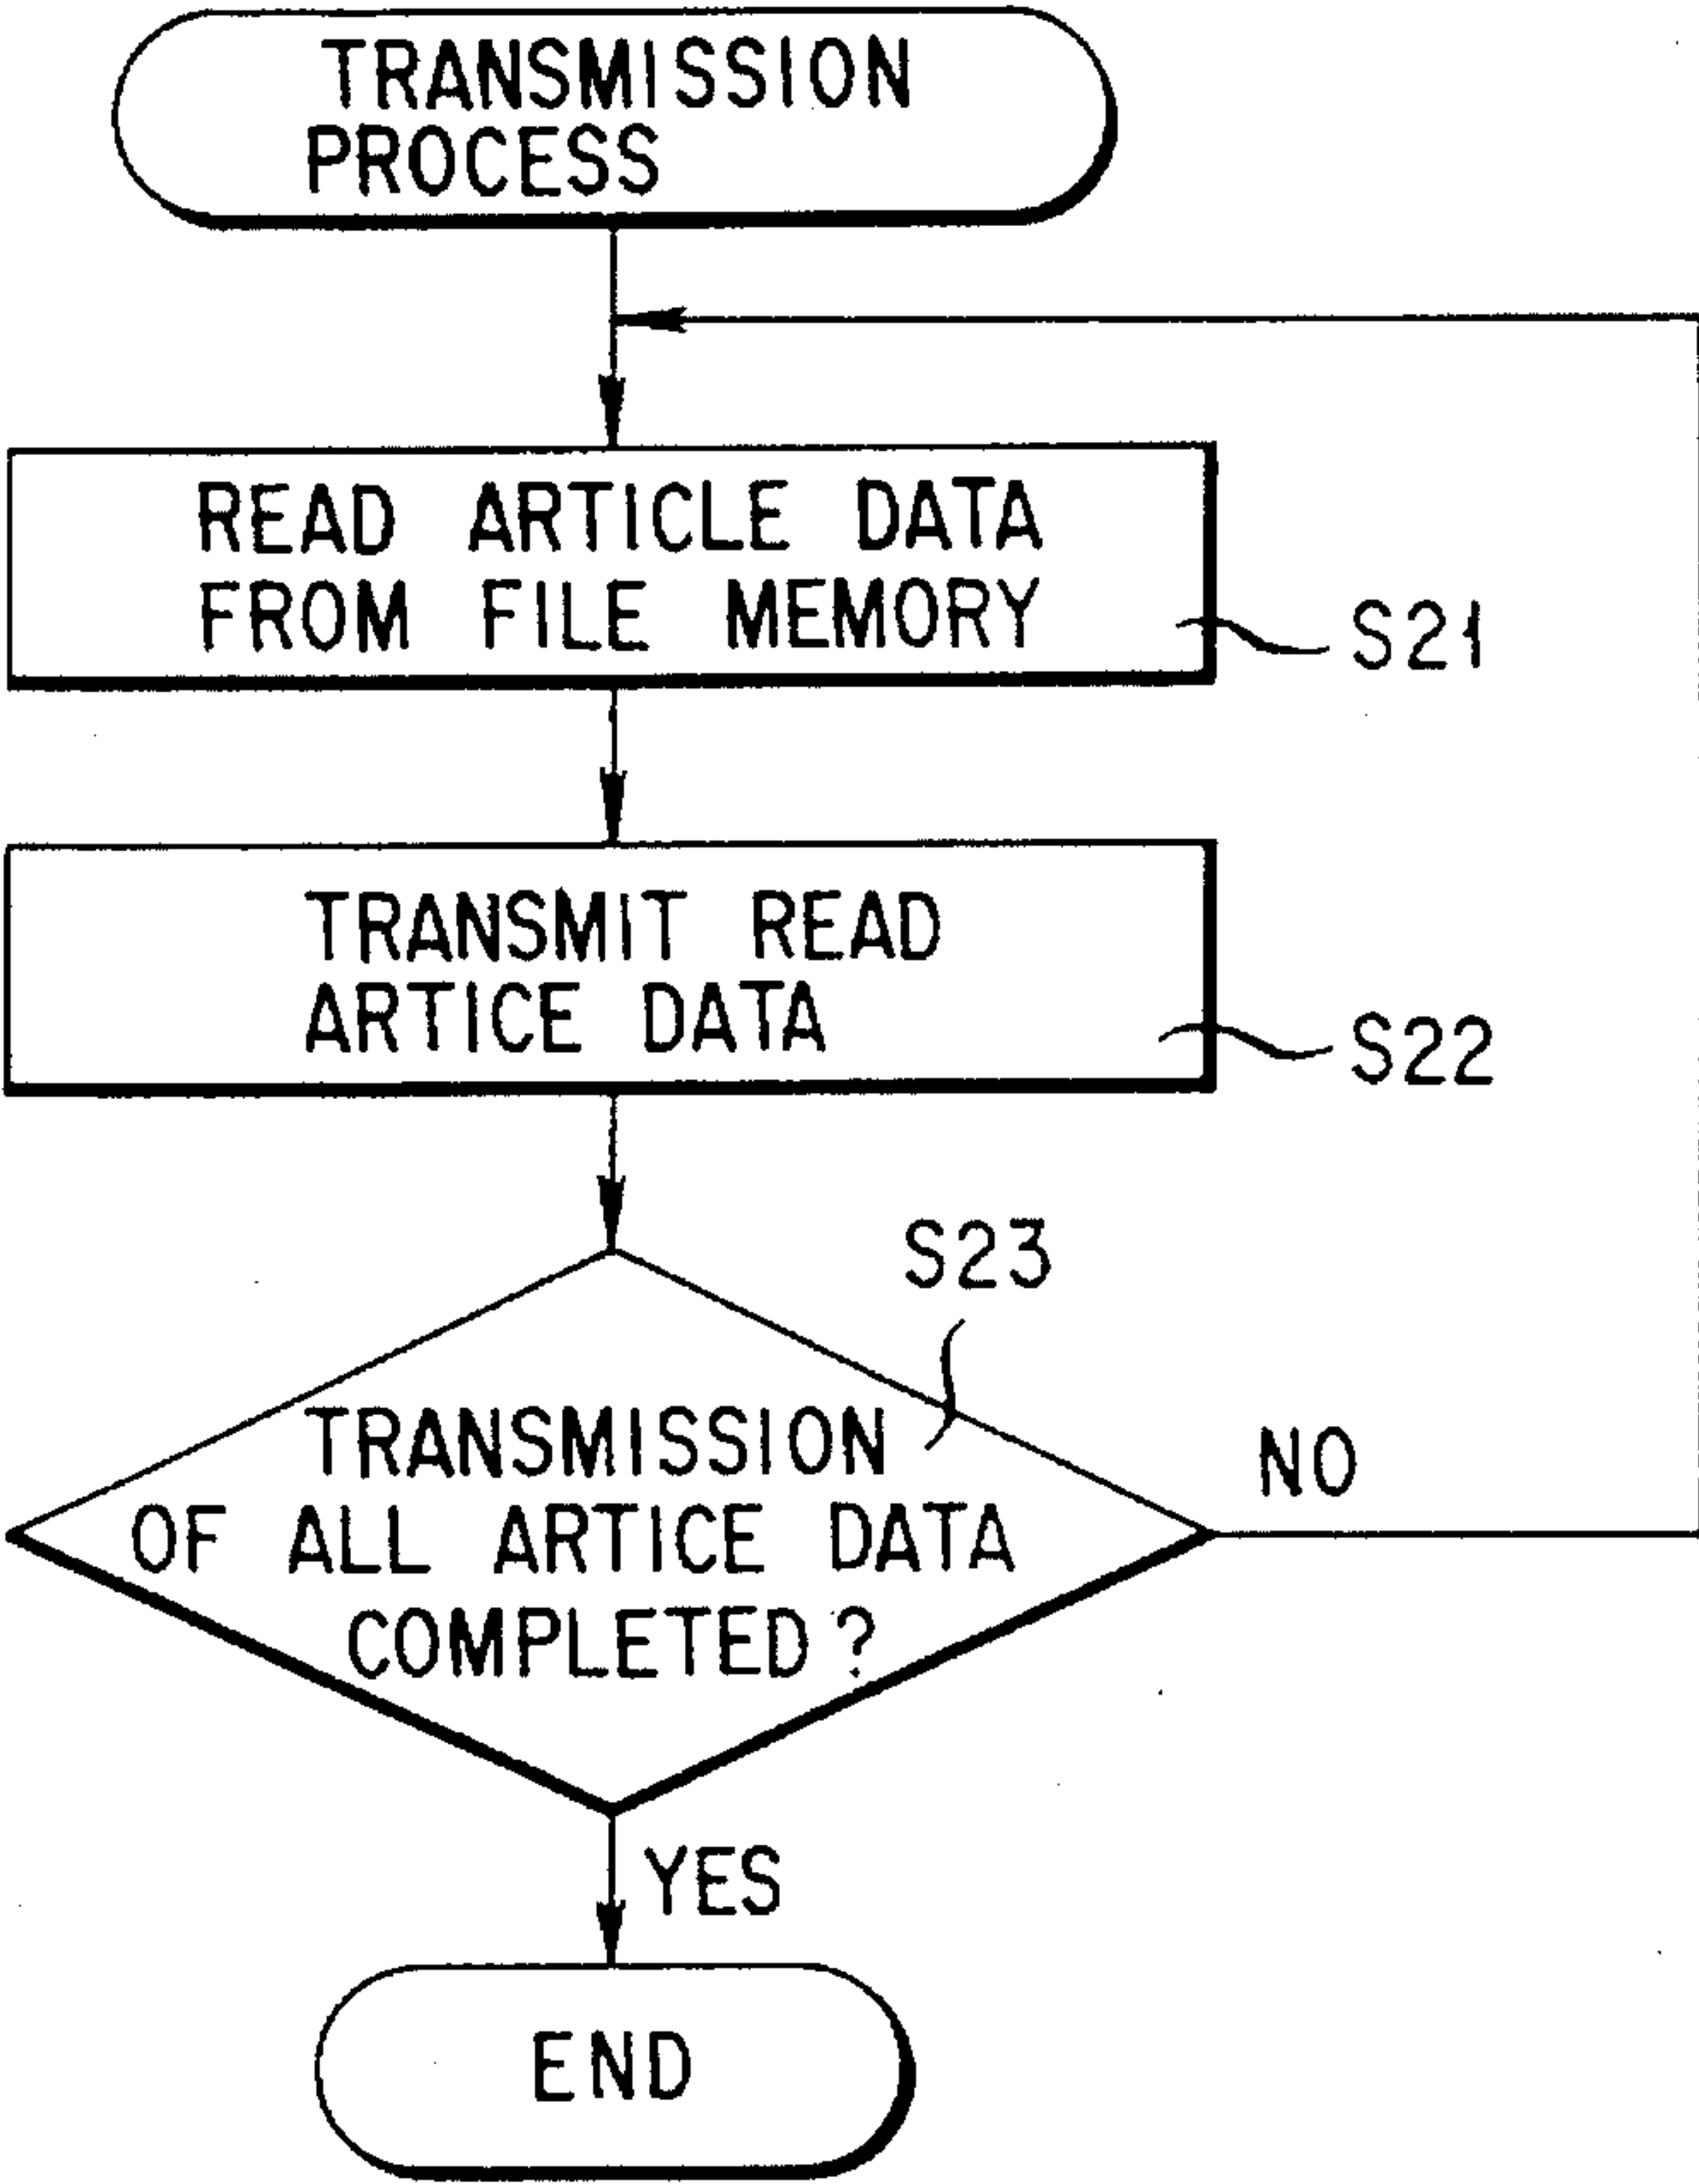 TRANSMISSION
PROCESS
READ ARTICLE DATA
FROM FILE MEMORY
S21
TRANSMIT READ
ARTICE DATA
S22
S23
TRANSMISSION
OF ALL ARTICE DATA
COMPLETED?
NO
YES
END